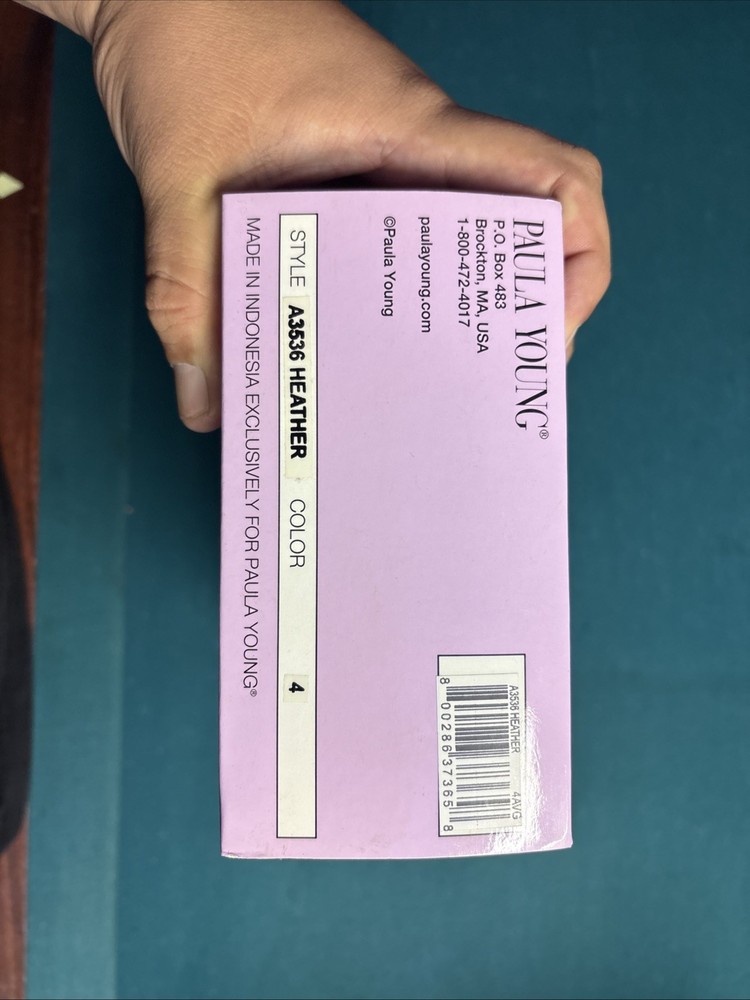 PAULA YOUNG®
P.O. Box 483
Brockton, MA, USA
1-800-472-4017
paulayoung.com
©Paula Young
A3536 HEATHER 4AVG
8 00286 37365 8
STYLE A3536 HEATHER COLOR 4
MADE IN INDONESIA EXCLUSIVELY FOR PAULA YOUNG®